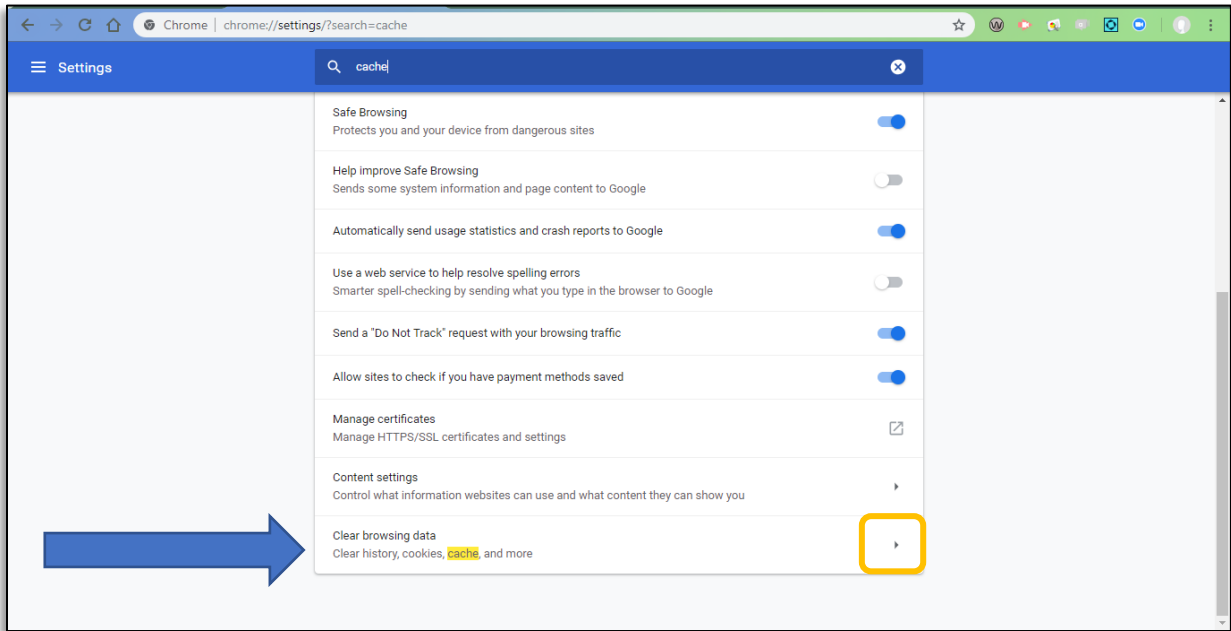 Chrome | chrome://settings/?search=cache
Settings
cache
Safe Browsing
Protects you and your device from dangerous sites
Help improve Safe Browsing
Sends some system information and page content to Google
Automatically send usage statistics and crash reports to Google
Use a web service to help resolve spelling errors
Smarter spell-checking by sending what you type in the browser to Google
Send a "Do Not Track" request with your browsing traffic
Allow sites to check if you have payment methods saved
Manage certificates
Manage HTTPS/SSL certificates and settings
Content settings
Control what information websites can use and what content they can show you
Clear browsing data
Clear history, cookies, cache, and more